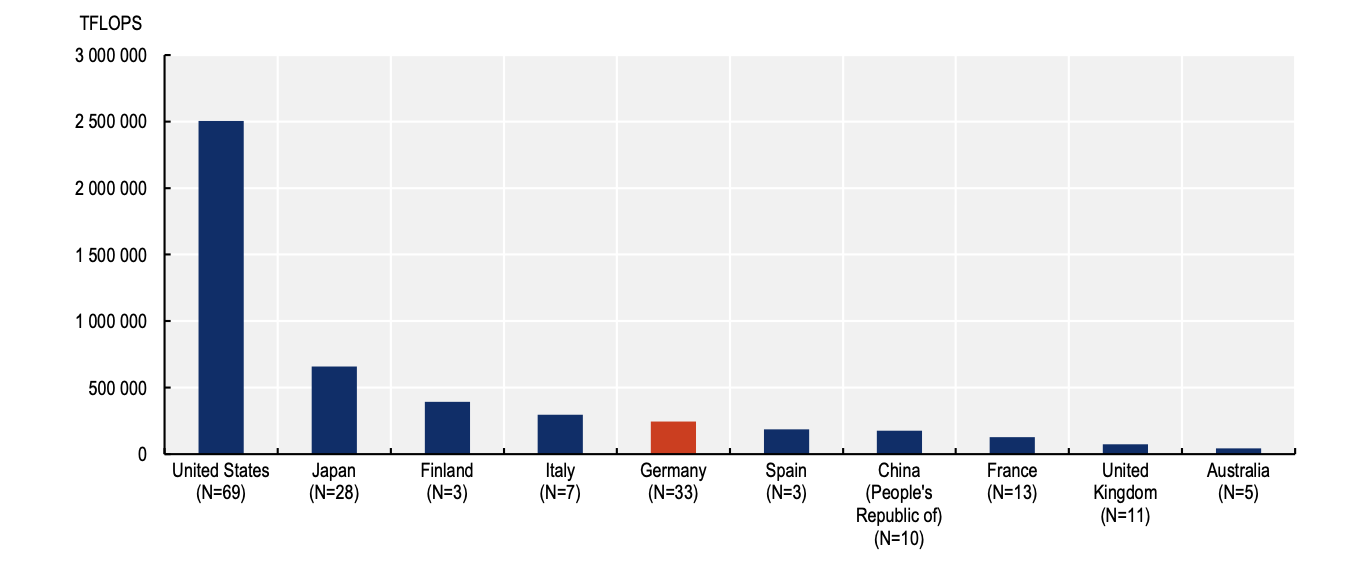 TFLOPS
3 000 000
2 500 000
2 000 000
1 500 000
1 000 000
500 000
0
United States
(N=69)
Japan
(N=28)
Finland
(N=3)
Italy
(N=7)
Germany
(N=33)
Spain
(N=3)
China
(People's
Republic of)
(N=10)
France
(N=13)
United
Kingdom
(N=11)
Australia
(N=5)